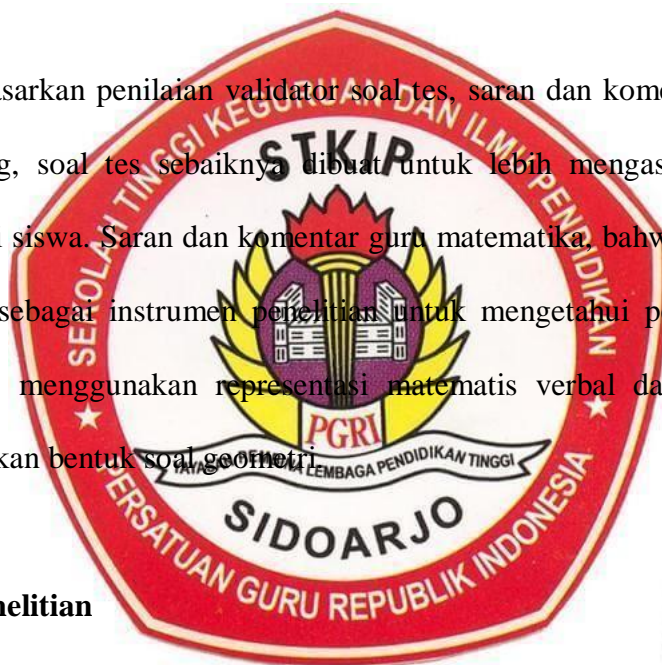 asarkan penilaian validator soal tes, saran dan kome
g, soal tes sebaiknya dibuat untuk lebih mengas
i siswa. Saran dan komentar guru matematika, bahw
sebagai instrumen penelitian untuk mengetahui p
menggunakan representasi matematis verbal da
kan bentuk soal geometri.
nelitian
SEKOLAH TINGGI KEGURUAN DAN ILMU PENDIDIKAN
STKIP
PGRI
YAYASAN PEMBINA LEMBAGA PENDIDIKAN TINGGI
SIDOARJO
PERSATUAN GURU REPUBLIK INDONESIA